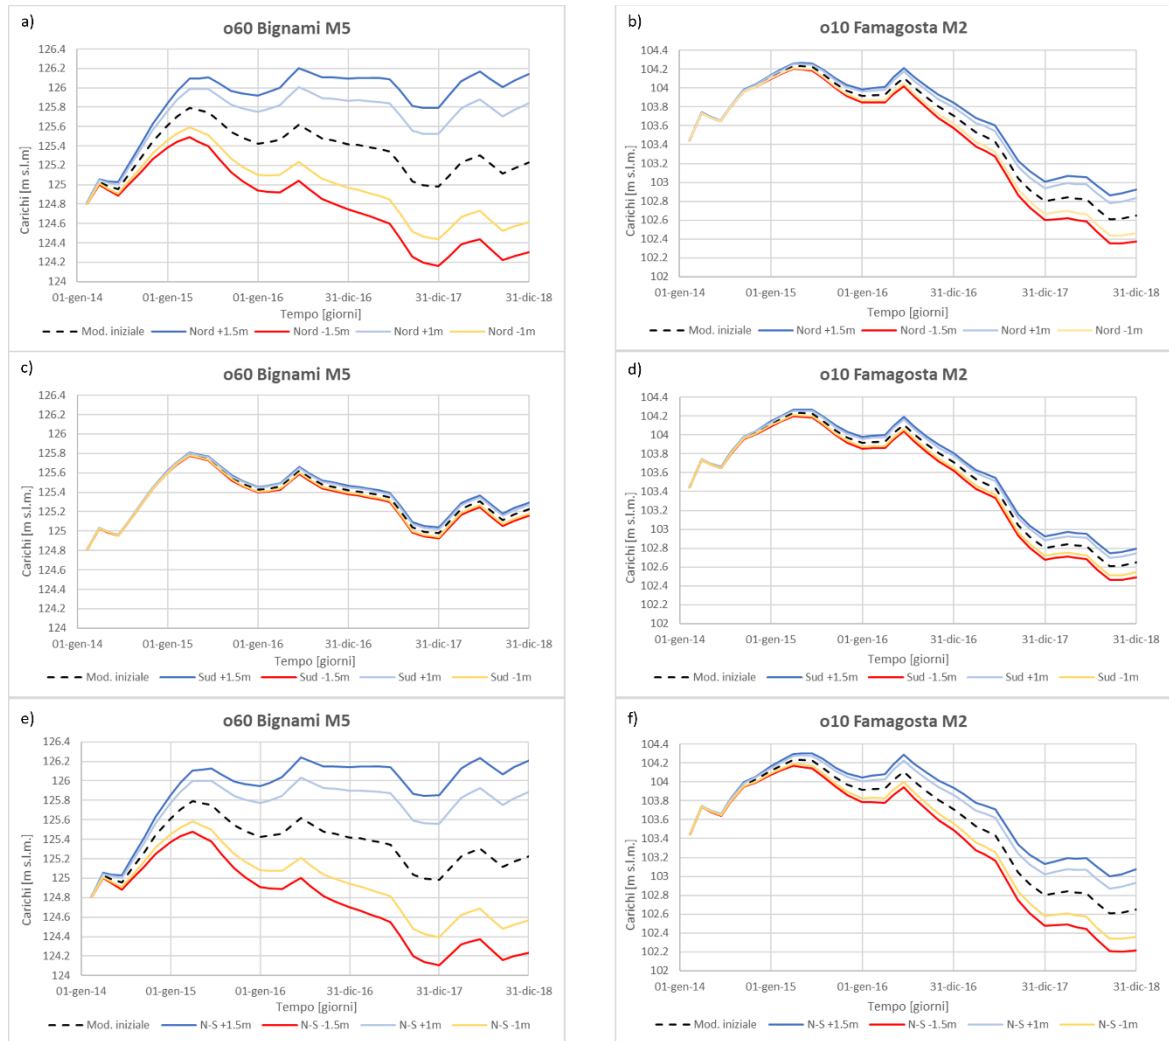 a)
o60 Bignami M5
Carichi [m s.l.m.]
126.4
126.2
126
125.8
125.6
125.4
125.2
125
124.8
124.6
124.4
124.2
124
01-gen-14 01-gen-15 01-gen-16 31-dic-16 31-dic-17 31-dic-18
Tempo [giorni]
Mod. iniziale Nord +1.5m Nord -1.5m Nord +1m Nord -1m
b)
o10 Famagosta M2
Carichi [m s.l.m.]
104.4
104.2
104
103.8
103.6
103.4
103.2
103
102.8
102.6
102.4
102.2
102
01-gen-14 01-gen-15 01-gen-16 31-dic-16 31-dic-17 31-dic-18
Tempo [giorni]
Mod. iniziale Nord +1.5m Nord -1.5m Nord +1m Nord -1m
c)
o60 Bignami M5
Carichi [m s.l.m.]
126.4
126.2
126
125.8
125.6
125.4
125.2
125
124.8
124.6
124.4
124.2
124
01-gen-14 01-gen-15 01-gen-16 31-dic-16 31-dic-17 31-dic-18
Tempo [giorni]
Mod. iniziale Sud +1.5m Sud -1.5m Sud +1m Sud -1m
d)
o10 Famagosta M2
Carichi [m s.l.m.]
104.4
104.2
104
103.8
103.6
103.4
103.2
103
102.8
102.6
102.4
102.2
102
01-gen-14 01-gen-15 01-gen-16 31-dic-16 31-dic-17 31-dic-18
Tempo [giorni]
Mod. iniziale Sud +1.5m Sud -1.5m Sud +1m Sud -1m
e)
o60 Bignami M5
Carichi [m s.l.m.]
126.4
126.2
126
125.8
125.6
125.4
125.2
125
124.8
124.6
124.4
124.2
124
01-gen-14 01-gen-15 01-gen-16 31-dic-16 31-dic-17 31-dic-18
Tempo [giorni]
Mod. iniziale N-S +1.5m N-S -1.5m N-S +1m N-S -1m
f)
o10 Famagosta M2
Carichi [m s.l.m.]
104.4
104.2
104
103.8
103.6
103.4
103.2
103
102.8
102.6
102.4
102.2
102
01-gen-14 01-gen-15 01-gen-16 31-dic-16 31-dic-17 31-dic-18
Tempo [giorni]
Mod. iniziale N-S +1.5m N-S -1.5m N-S +1m N-S -1m